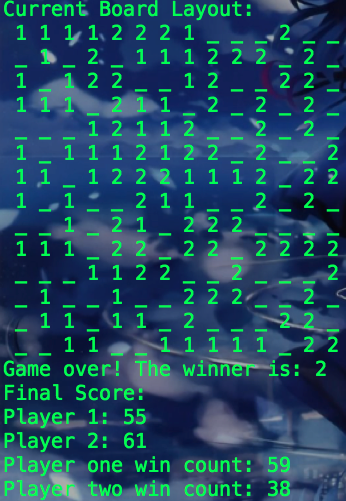 Current Board Layout:
1 1 1 1 2 2 2 1 _ _ _ 2 _ _
_ 1 _ 2 _ 1 1 1 2 2 2 _ 2 _
1 _ 1 2 2 _ _ 1 2 _ _ 2 2 _
1 1 1 _ 2 1 1 _ 2 _ 2 _ 2 _
_ _ _ 1 2 1 1 2 _ _ 2 _ 2 _
1 _ 1 1 1 2 1 2 2 _ 2 _ _ 2
1 1 _ 1 2 2 2 1 1 1 2 _ 2 2
1 _ 1 _ _ 2 1 1 _ _ 2 _ 2 _
_ _ 1 _ 2 1 _ 2 2 2 _ _ _ _
1 1 1 _ 2 2 _ 2 2 _ 2 2 2 2
_ _ _ 1 1 2 2 _ _ 2 _ _ _ 2
_ 1 _ _ 1 _ _ 2 2 2 _ _ 2 _
_ 1 1 _ 1 1 _ 2 _ _ _ 2 2 _
_ _ 1 1 _ _ 1 1 1 1 1 _ 2 2
Game over! The winner is: 2
Final Score:
Player 1: 55
Player 2: 61
Player one win count: 59
Player two win count: 38